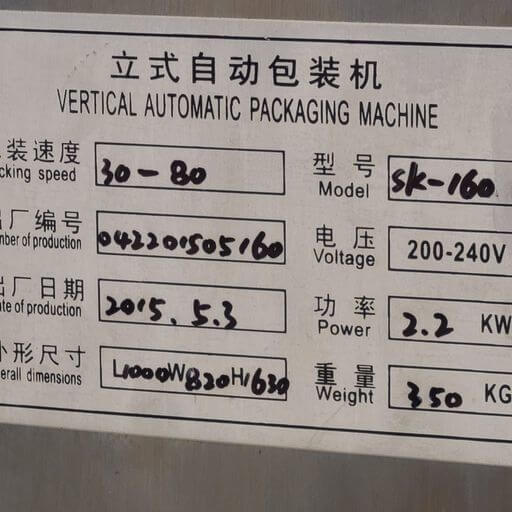 立式自动包装机
VERTICAL AUTOMATIC PACKAGING MACHINE
装速度 30-80 型号 SK-160
cking speed Model
出厂编号 042201505160 电压 200-240V
mber of production Voltage
出厂日期 2015.5.3 功率 2.2 KW
ate of production Power
外形尺寸 L1000W820H1630 重量 350 KG
erall dimensions Weight